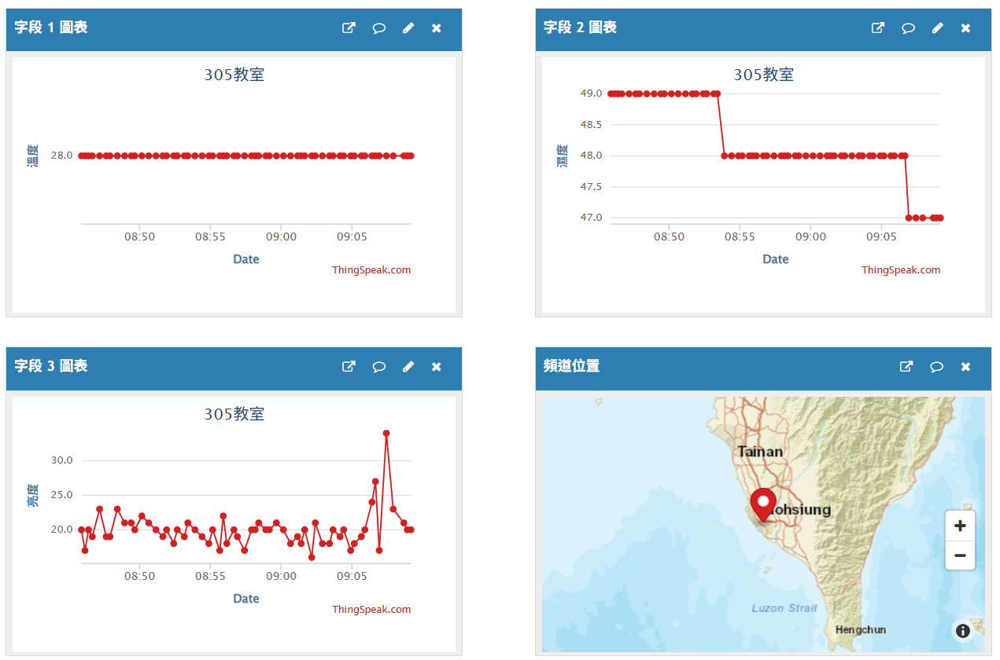 字段 1 圖表
305教室
溫度
28.0
08:50
08:55
09:00
09:05
Date
ThingSpeak.com
字段 2 圖表
305教室
濕度
49.0
48.5
48.0
47.5
47.0
08:50
08:55
09:00
09:05
Date
ThingSpeak.com
字段 3 圖表
305教室
亮度
30.0
25.0
20.0
08:50
08:55
09:00
09:05
Date
ThingSpeak.com
頻道位置
Tainan
ohsiung
Luzon Strait
Hengchun